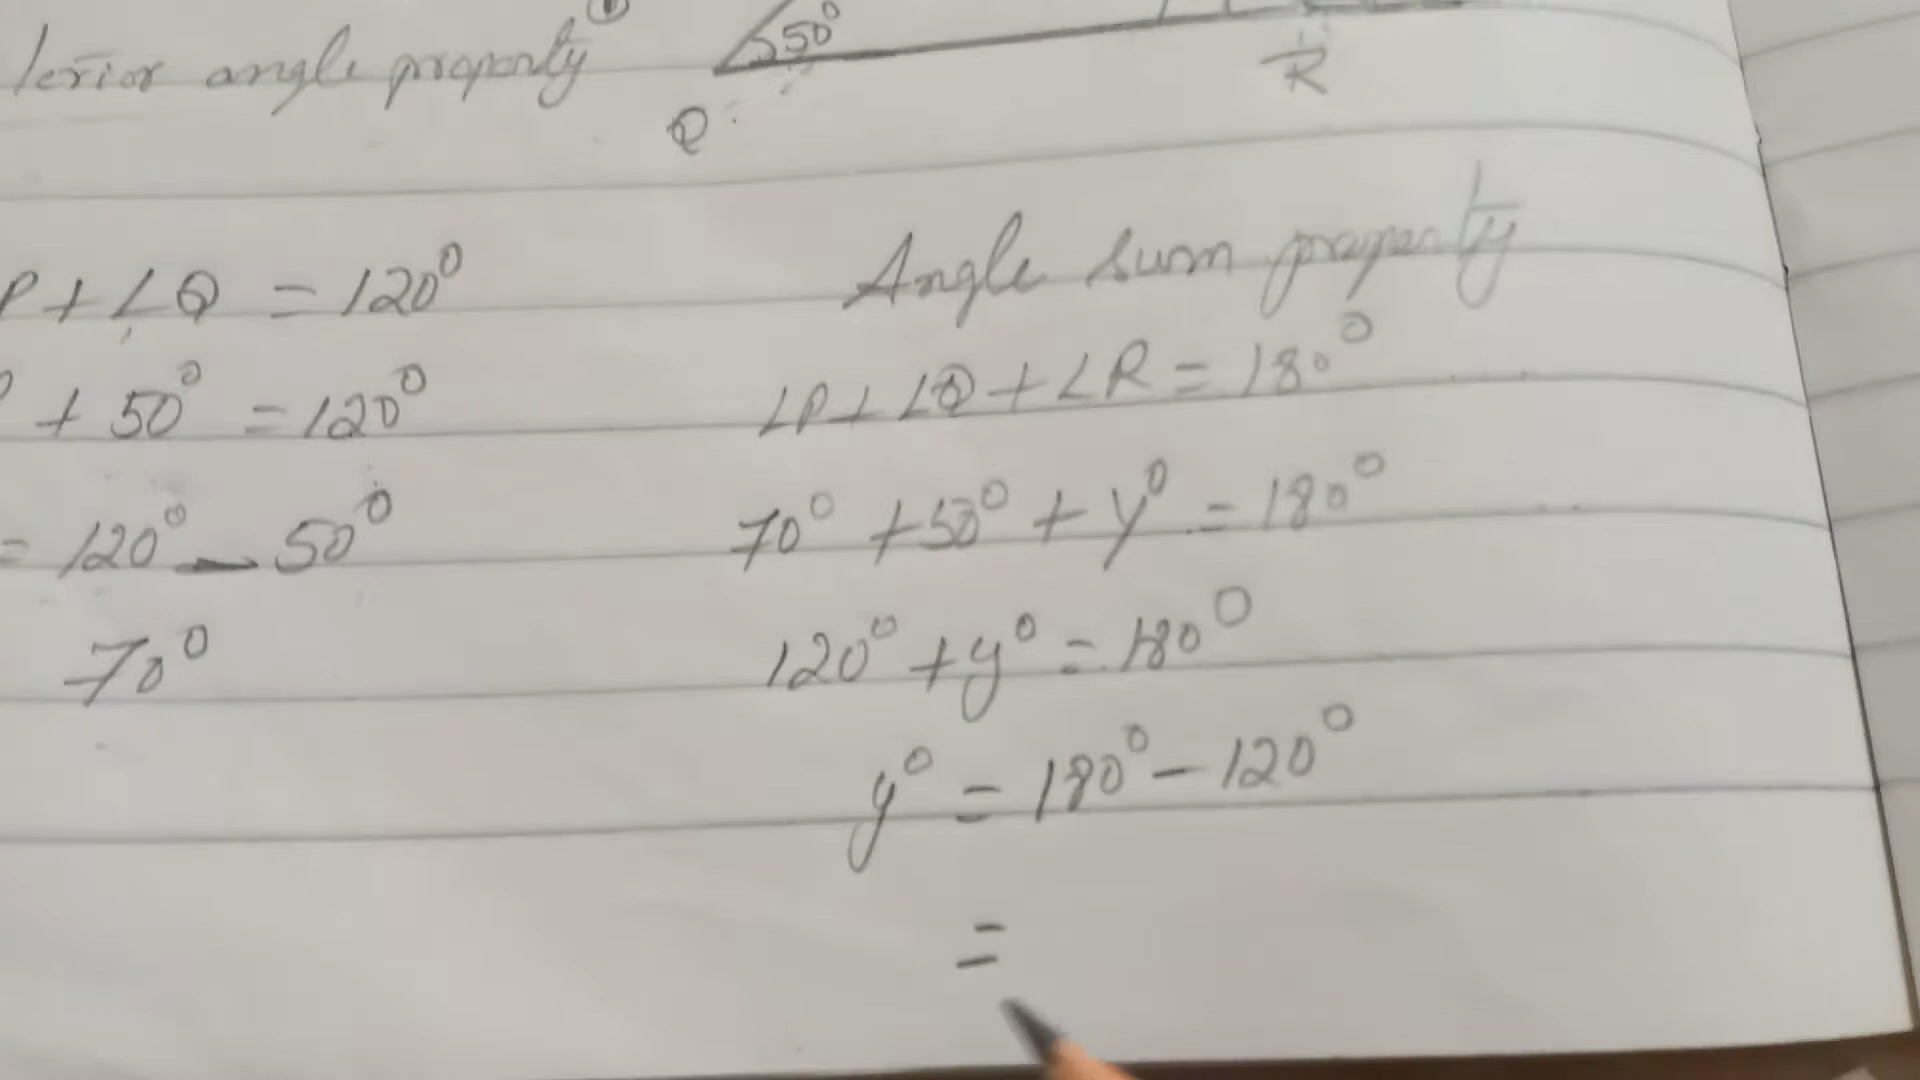 terior angle property
50°
Q
R
P + ∠Q = 120°
+ 50° = 120°
= 120° - 50°
70°
Angle sum property
∠P + ∠Q + ∠R = 180°
70° + 50° + y° = 180°
120° + y° = 180°
y° = 180° - 120°
=